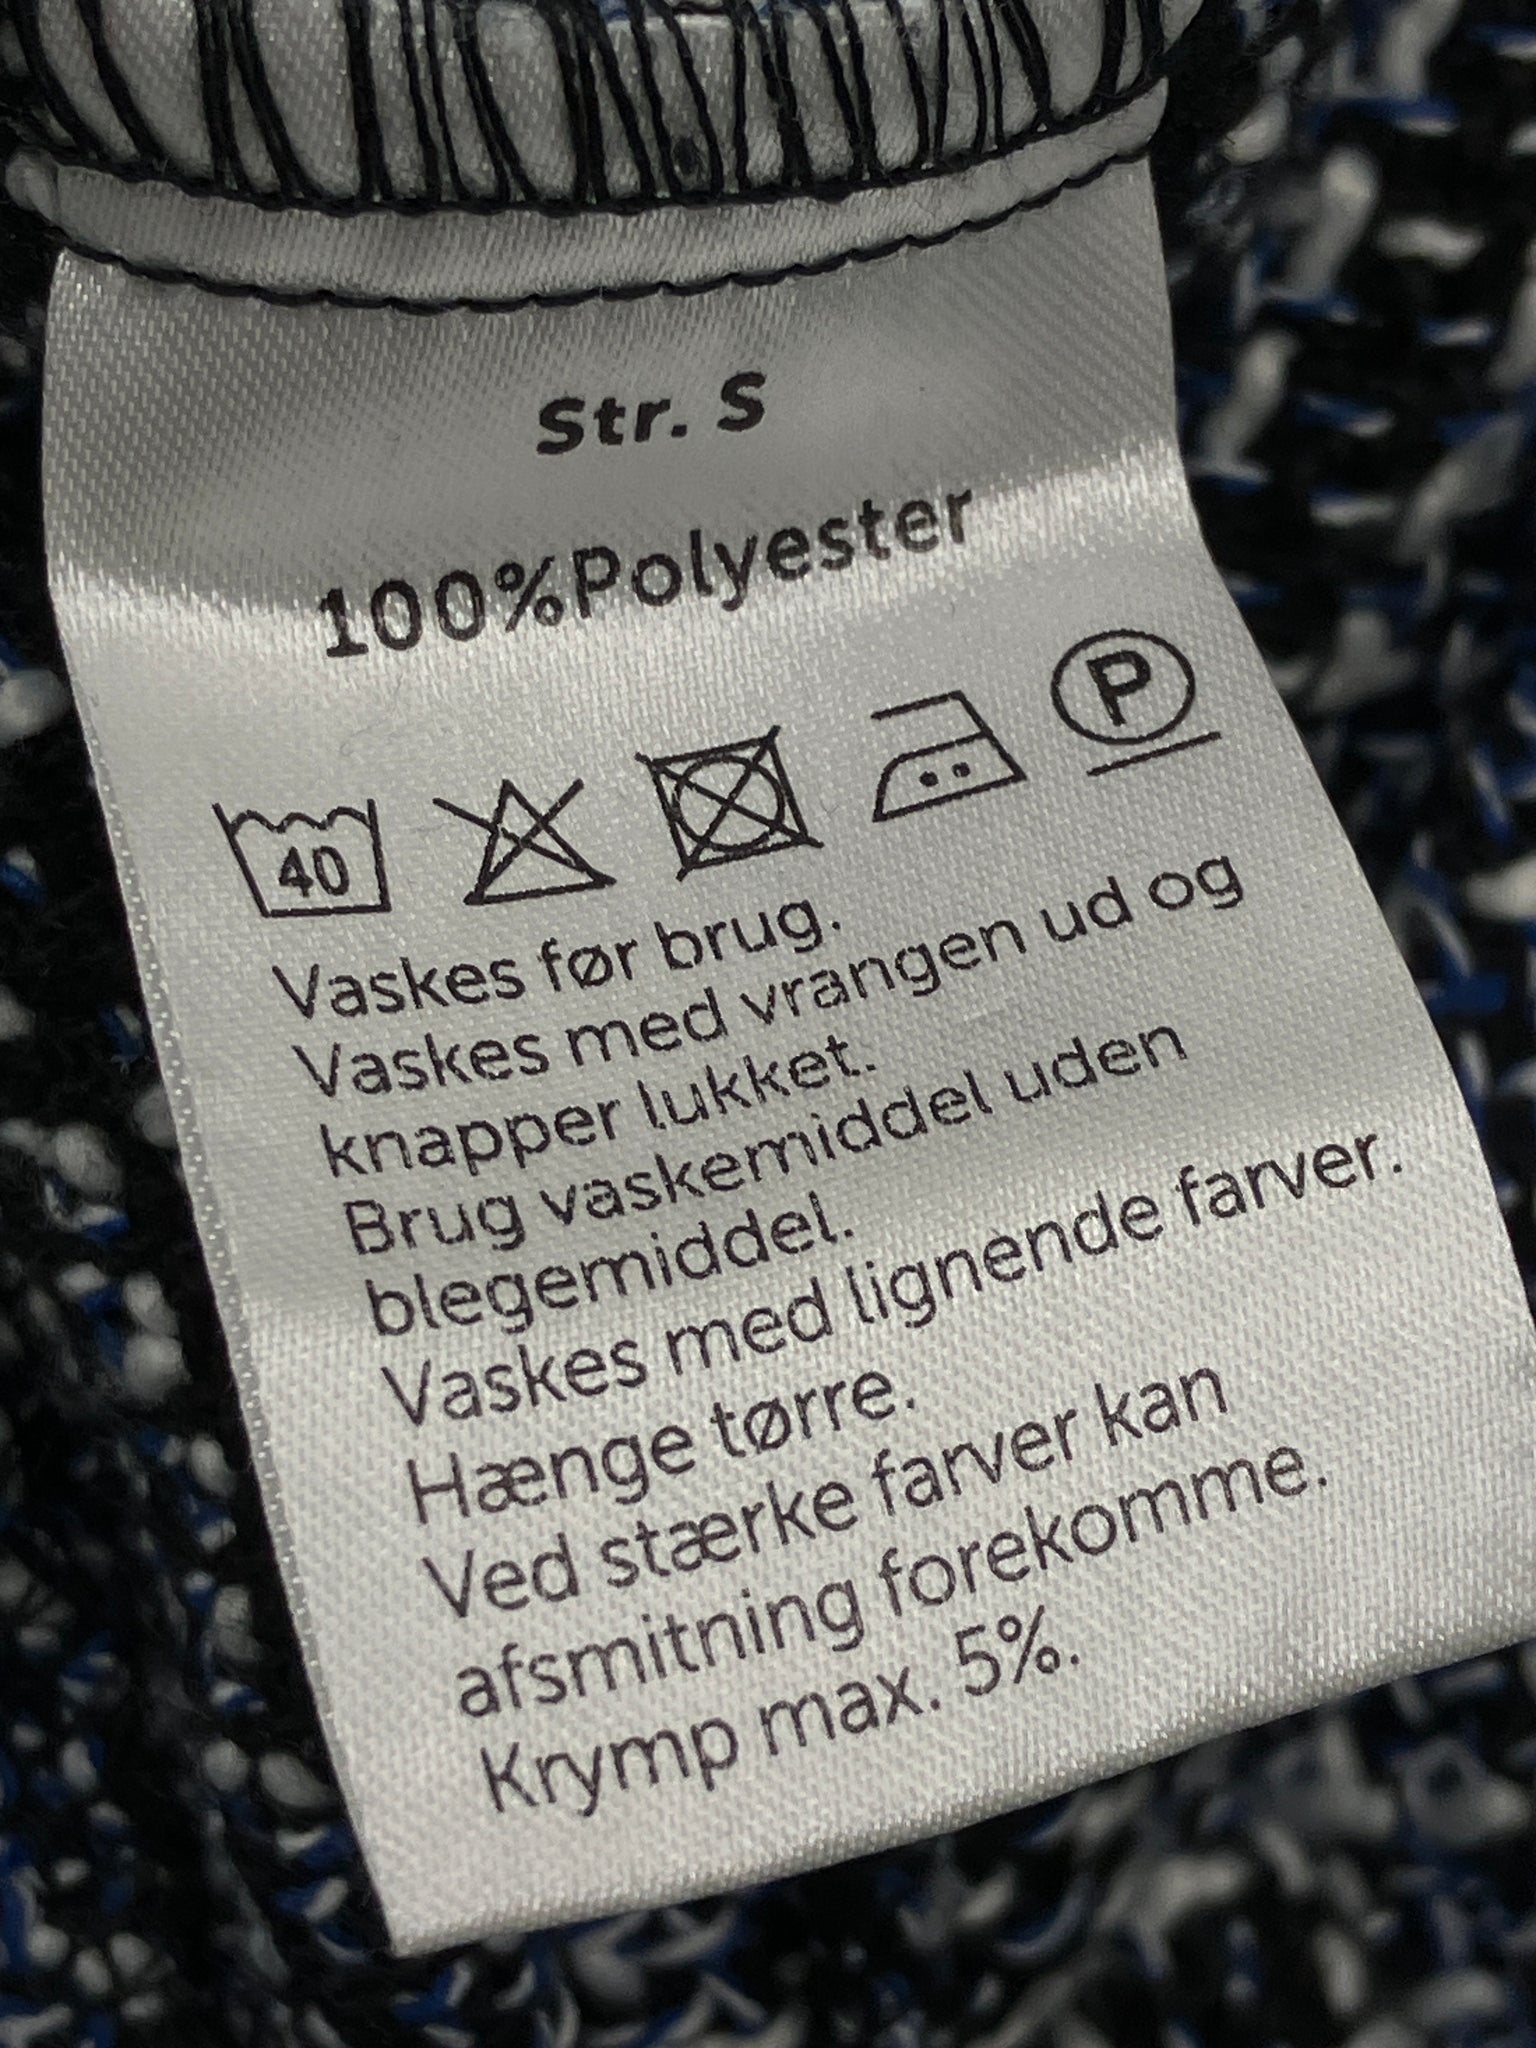 Str. S
100%Polyester
40
P
Vaskes før brug.
Vaskes med vrangen ud og
knapper lukket.
Brug vaskemiddel uden
blegemiddel.
Vaskes med lignende farver.
Hænge tørre.
Ved stærke farver kan
afsmitning forekomme.
Krymp max. 5%.